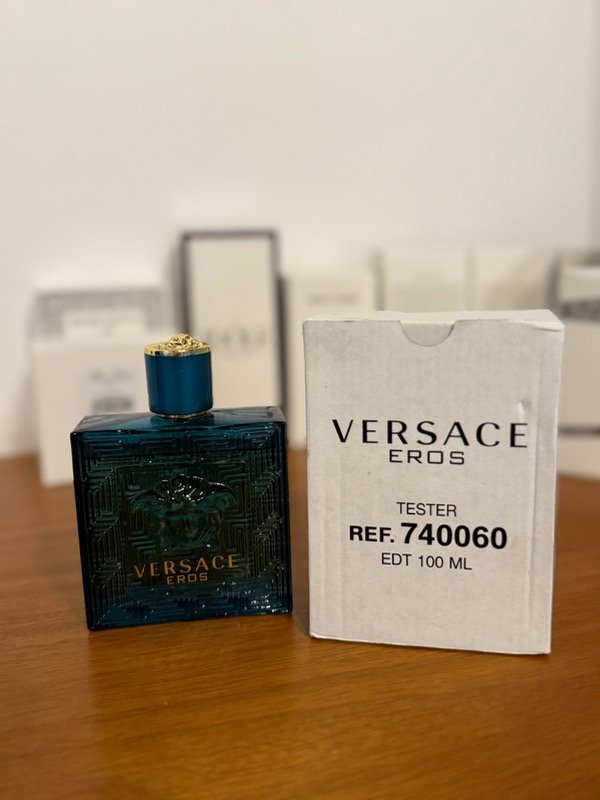 VERSACE
EROS
VERSACE
EROS
TESTER
REF. 740060
EDT 100 ML